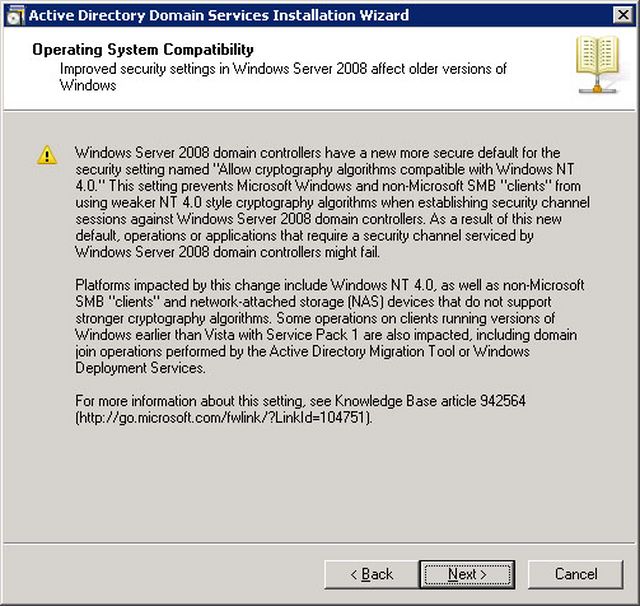 Active Directory Domain Services Installation Wizard
Operating System Compatibility
Improved security settings in Windows Server 2008 affect older versions of
Windows
Windows Server 2008 domain controllers have a new more secure default for the
security setting named "Allow cryptography algorithms compatible with Windows NT
4.0." This setting prevents Microsoft Windows and non-Microsoft SMB "clients" from
using weaker NT 4.0 style cryptography algorithms when establishing security channel
sessions against Windows Server 2008 domain controllers. As a result of this new
default, operations or applications that require a security channel serviced by
Windows Server 2008 domain controllers might fail.
Platforms impacted by this change include Windows NT 4.0, as well as non-Microsoft
SMB "clients" and network-attached storage (NAS) devices that do not support
stronger cryptography algorithms. Some operations on clients running versions of
Windows earlier than Vista with Service Pack 1 are also impacted, including domain
join operations performed by the Active Directory Migration Tool or Windows
Deployment Services.
For more information about this setting, see Knowledge Base article 942564
(http://go.microsoft.com/fwlink/?LinkId=104751).
< Back Next > Cancel